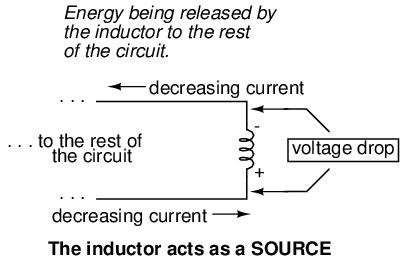 Energy being released by
the inductor to the rest
of the circuit.
decreasing current
. . .
-
. . . to the rest of
the circuit
voltage drop
+
. . .
decreasing current
The inductor acts as a SOURCE